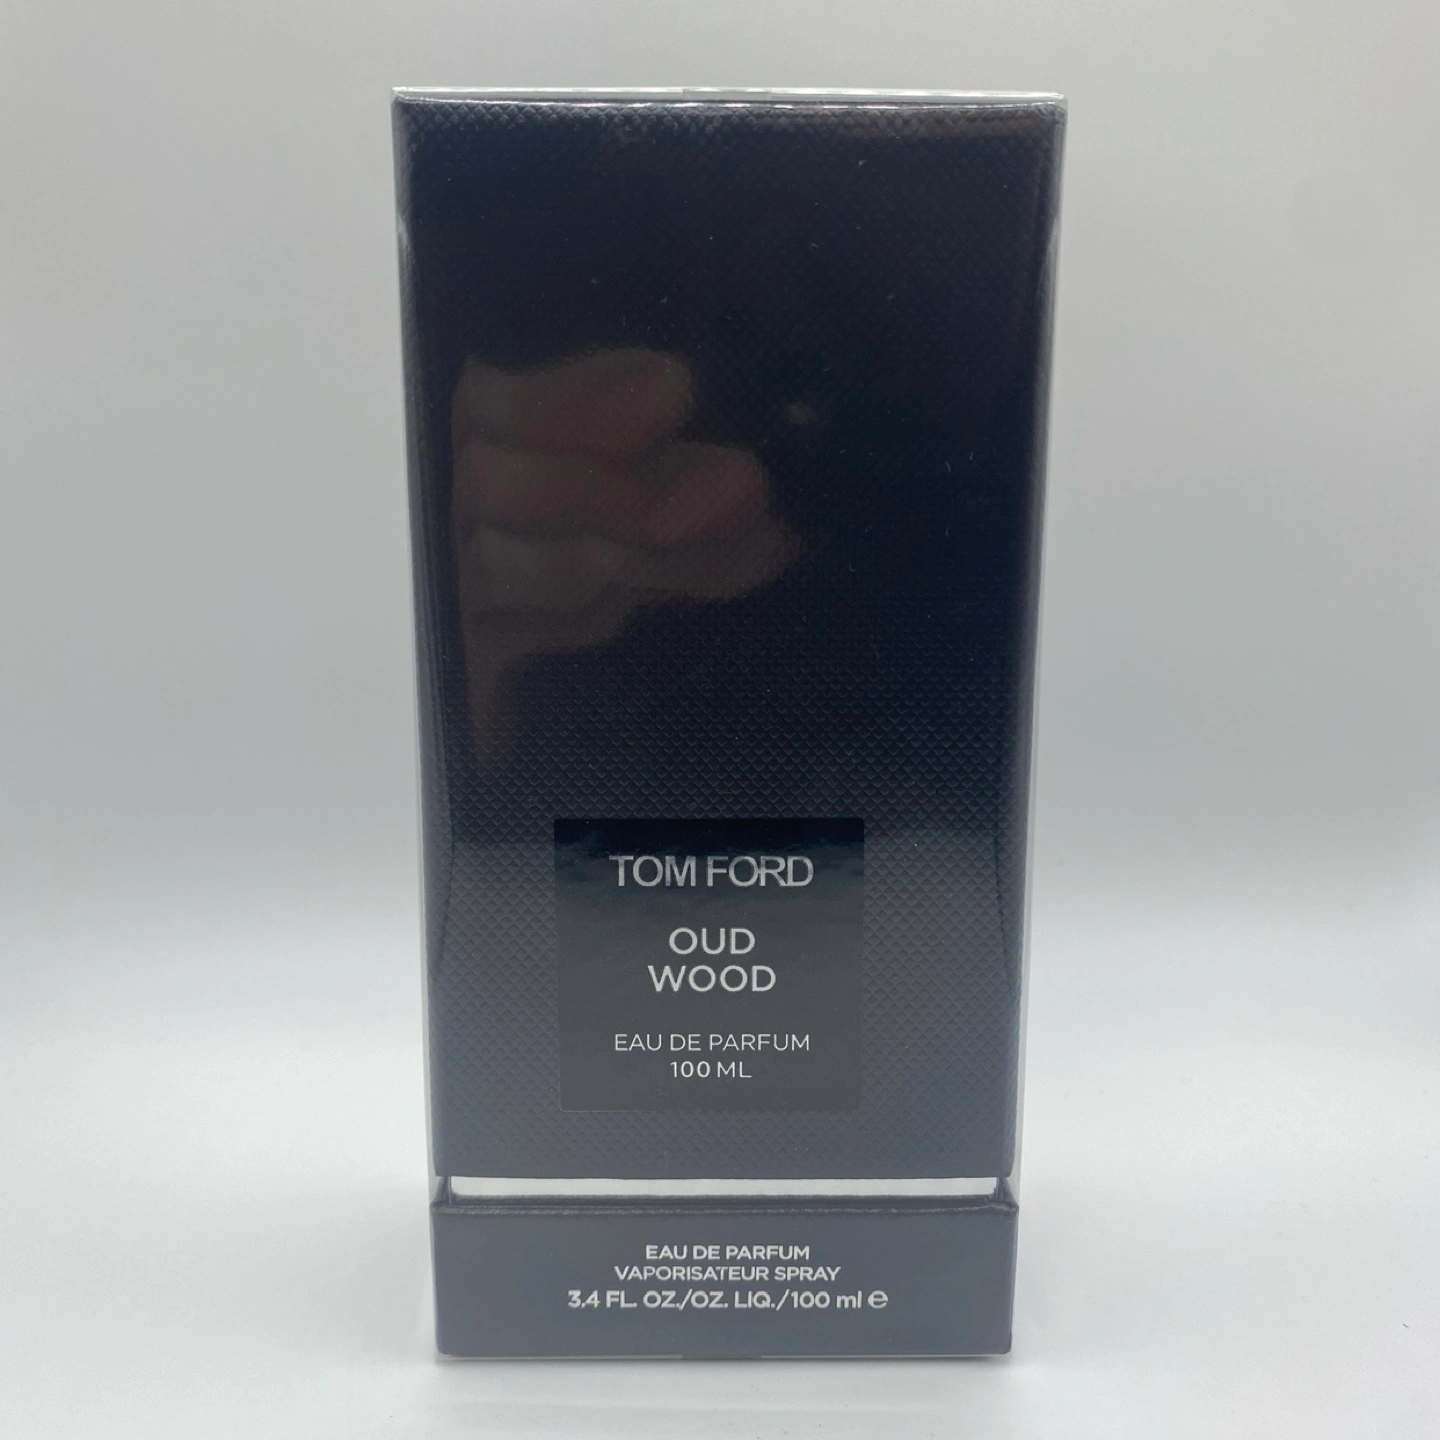 TOM FORD
OUD
WOOD
EAU DE PARFUM
100 ML
EAU DE PARFUM
VAPORISATEUR SPRAY
3.4 FL. OZ./OZ. LIQ./100 ml ℮